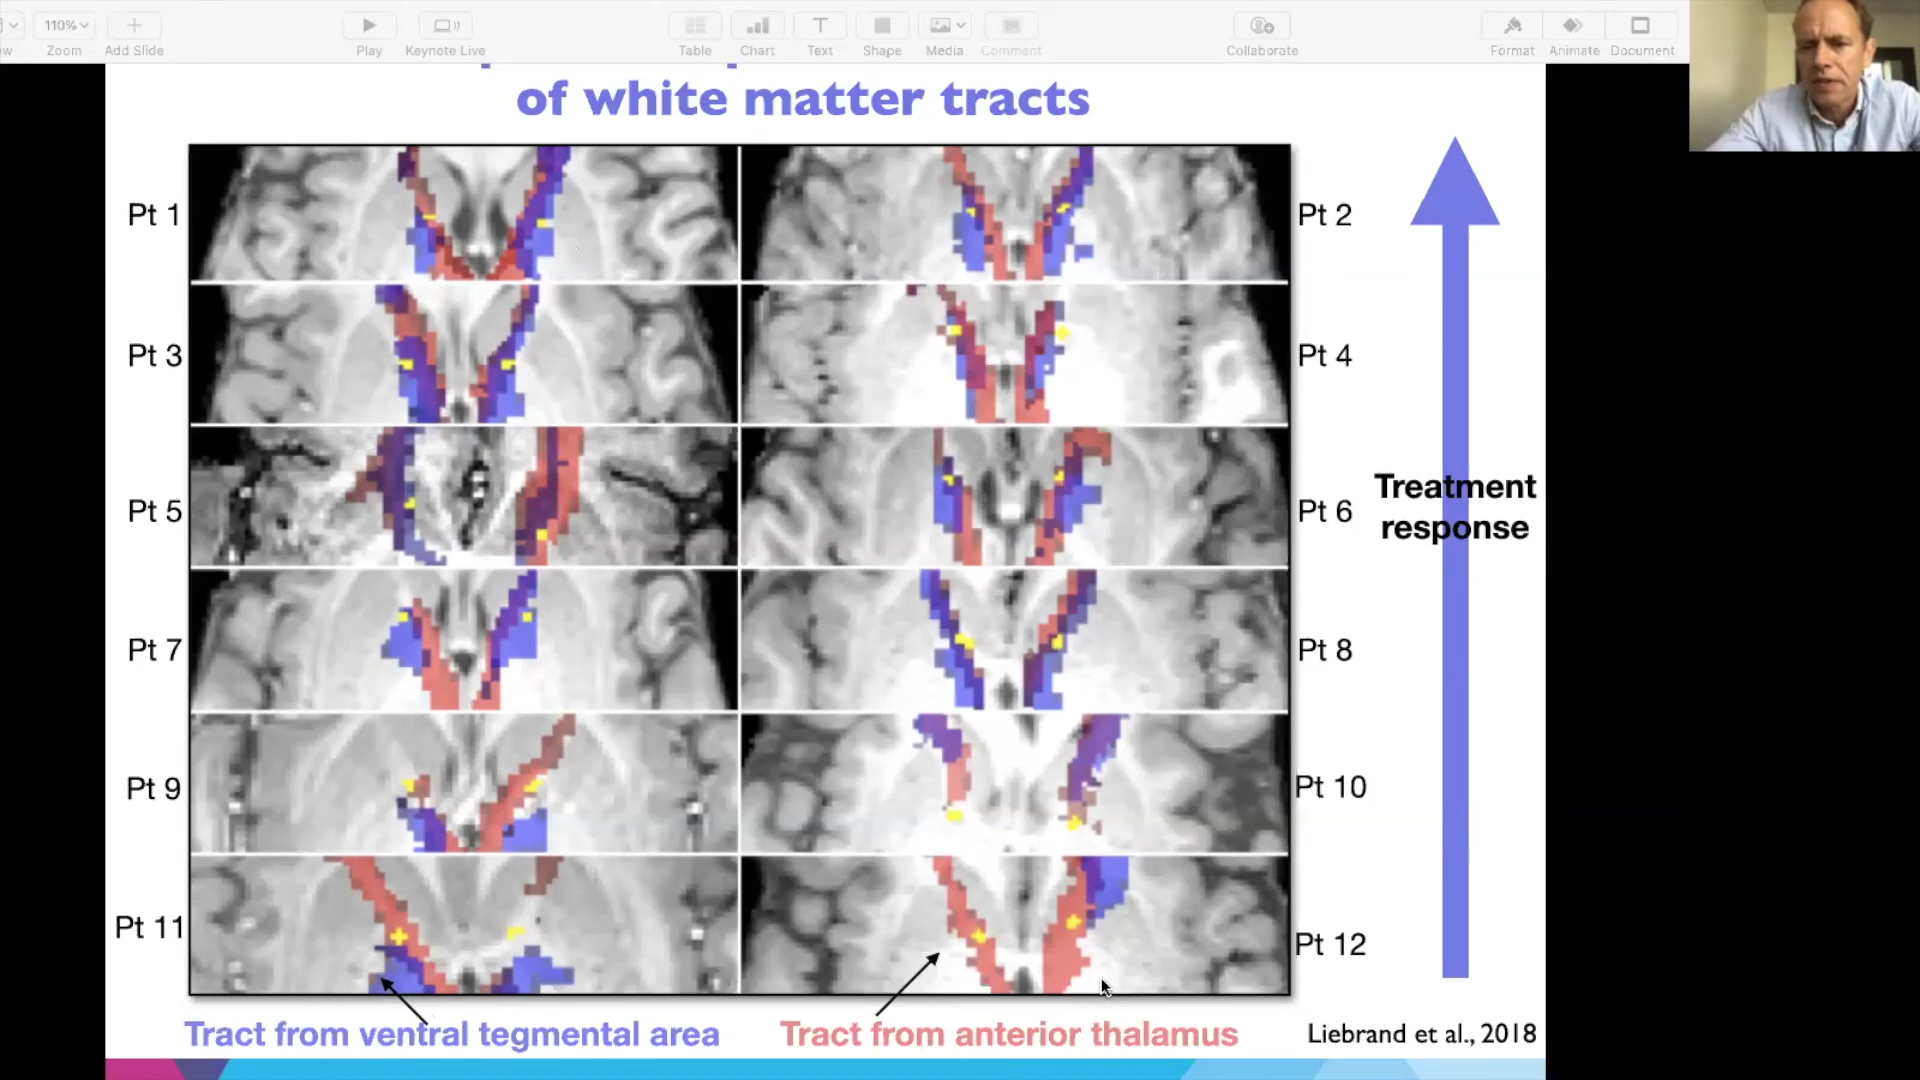 110%
Zoom
Add Slide
Play
Keynote Live
Table
Chart
Text
Shape
Media
Comment
Collaborate
Format
Animate
Document
of white matter tracts
Pt 1
Pt 2
Pt 3
Pt 4
Pt 5
Pt 6
Treatment
response
Pt 7
Pt 8
Pt 9
Pt 10
Pt 11
Pt 12
Tract from ventral tegmental area
Tract from anterior thalamus
Liebrand et al., 2018